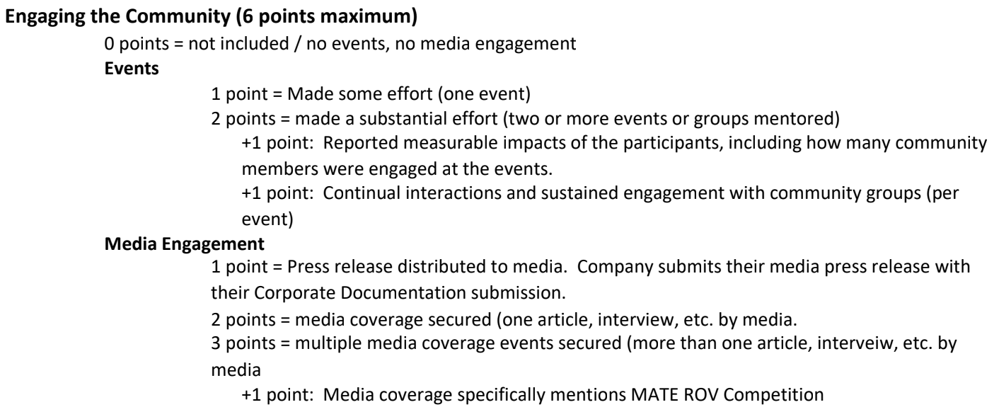 Engaging the Community (6 points maximum)
0 points = not included / no events, no media engagement
Events
1 point = Made some effort (one event)
2 points = made a substantial effort (two or more events or groups mentored)
+1 point:  Reported measurable impacts of the participants, including how many community
members were engaged at the events.
+1 point:  Continual interactions and sustained engagement with community groups (per
event)
Media Engagement
1 point = Press release distributed to media.  Company submits their media press release with
their Corporate Documentation submission.
2 points = media coverage secured (one article, interview, etc. by media.
3 points = multiple media coverage events secured (more than one article, interveiw, etc. by
media
+1 point:  Media coverage specifically mentions MATE ROV Competition